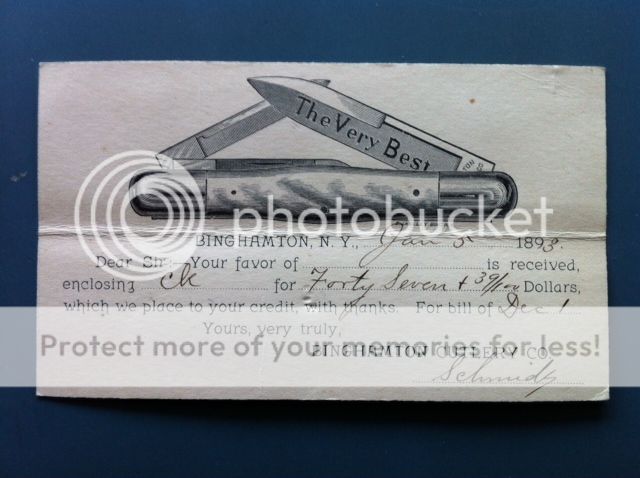 The Very Best
TON
photobucket
BINGHAMTON, N. Y., Jan 5 1893.
Dear Sir:- Your favor of is received,
enclosing Ck for Forty Seven + 39/100 Dollars,
which we place to your credit, with thanks. For bill of Dec 1
Yours, very truly,
Protect more of your memories for less!
BINGHAMTON CUTLERY CO.
Schmidt